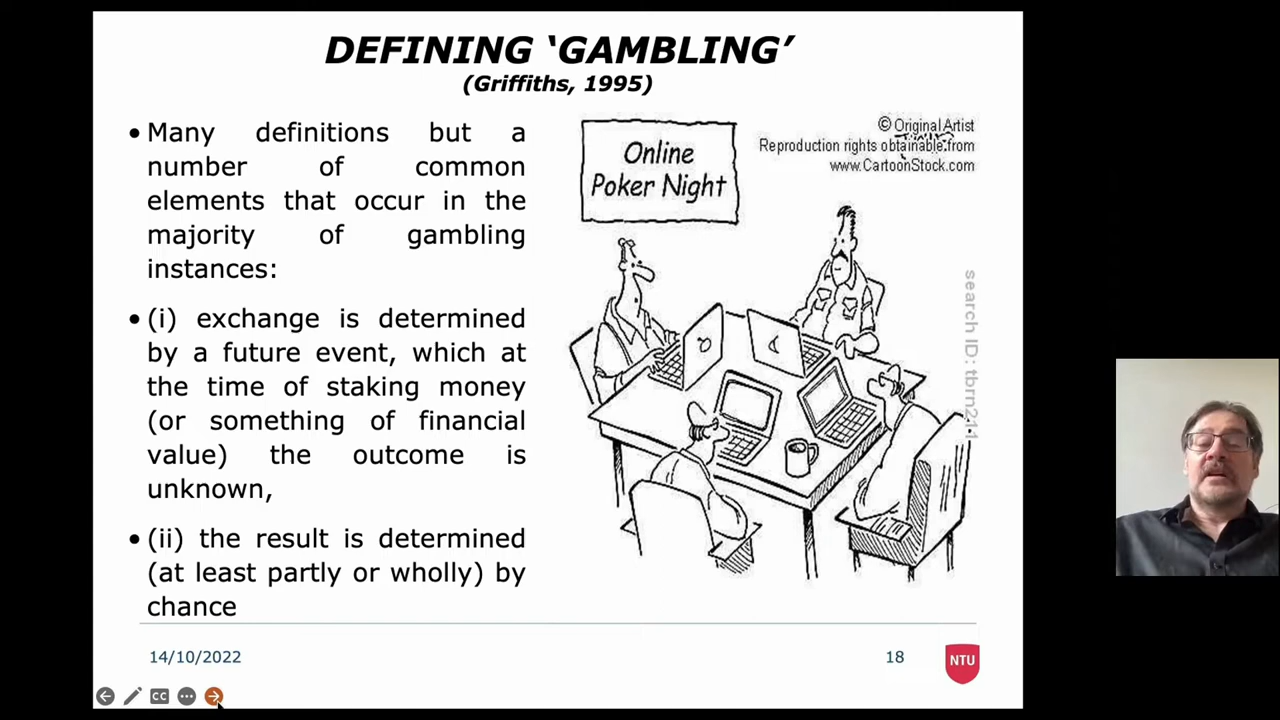 DEFINING ‘GAMBLING’
(Griffiths, 1995)
• Many definitions but a
number of common
elements that occur in the
majority of gambling
instances:
• (i) exchange is determined
by a future event, which at
the time of staking money
(or something of financial
value) the outcome is
unknown,
• (ii) the result is determined
(at least partly or wholly) by
chance
© Original Artist
Reproduction rights obtainable from
www.CartoonStock.com
Online
Poker Night
search ID: tbrn211
14/10/2022
18
NTU
CC